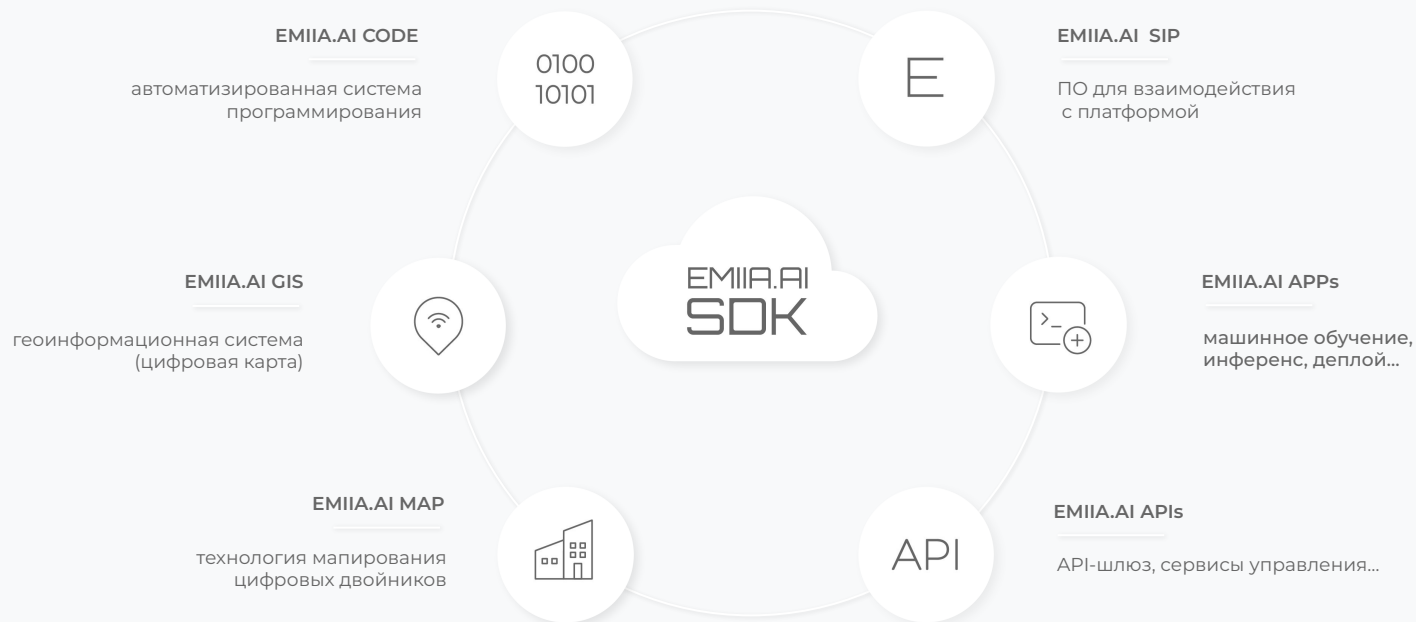 EMIIA.AI CODE
автоматизированная система
программирования
0100
10101
E
EMIIA.AI SIP
ПО для взаимодействия
с платформой
EMIIA.AI GIS
геоинформационная система
(цифровая карта)
EMIIA.AI
SDK
EMIIA.AI APPs
машинное обучение,
инференс, деплой...
EMIIA.AI MAP
технология мапирования
цифровых двойников
API
EMIIA.AI APIs
API-шлюз, сервисы управления...